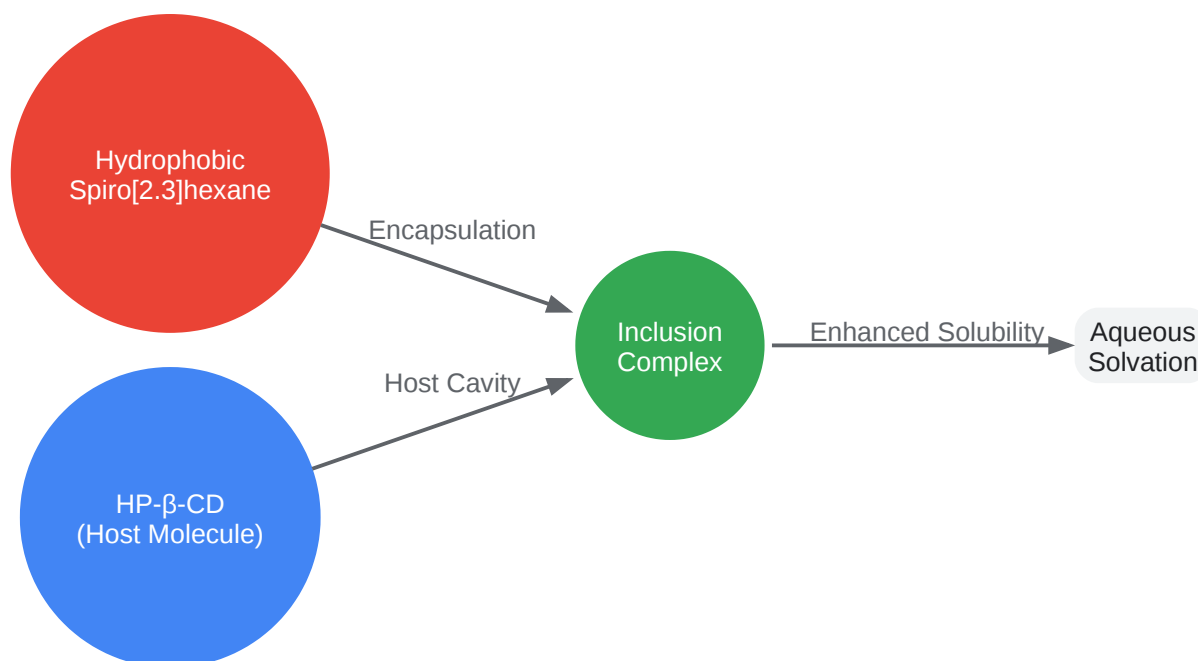 Hydrophobic
Spiro[2.3]hexane
Encapsulation
Host Cavity
HP-β-CD
(Host Molecule)
Inclusion
Complex
Enhanced Solubility
Aqueous
Solvation